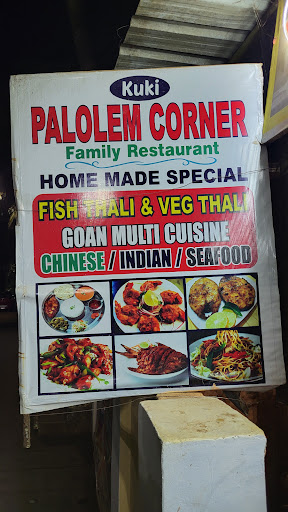 Kuki
PALOLEM CORNER
Family Restaurant
HOME MADE SPECIAL
FISH THALI & VEG THALI
GOAN MULTI CUISINE
CHINESE / INDIAN / SEAFOOD